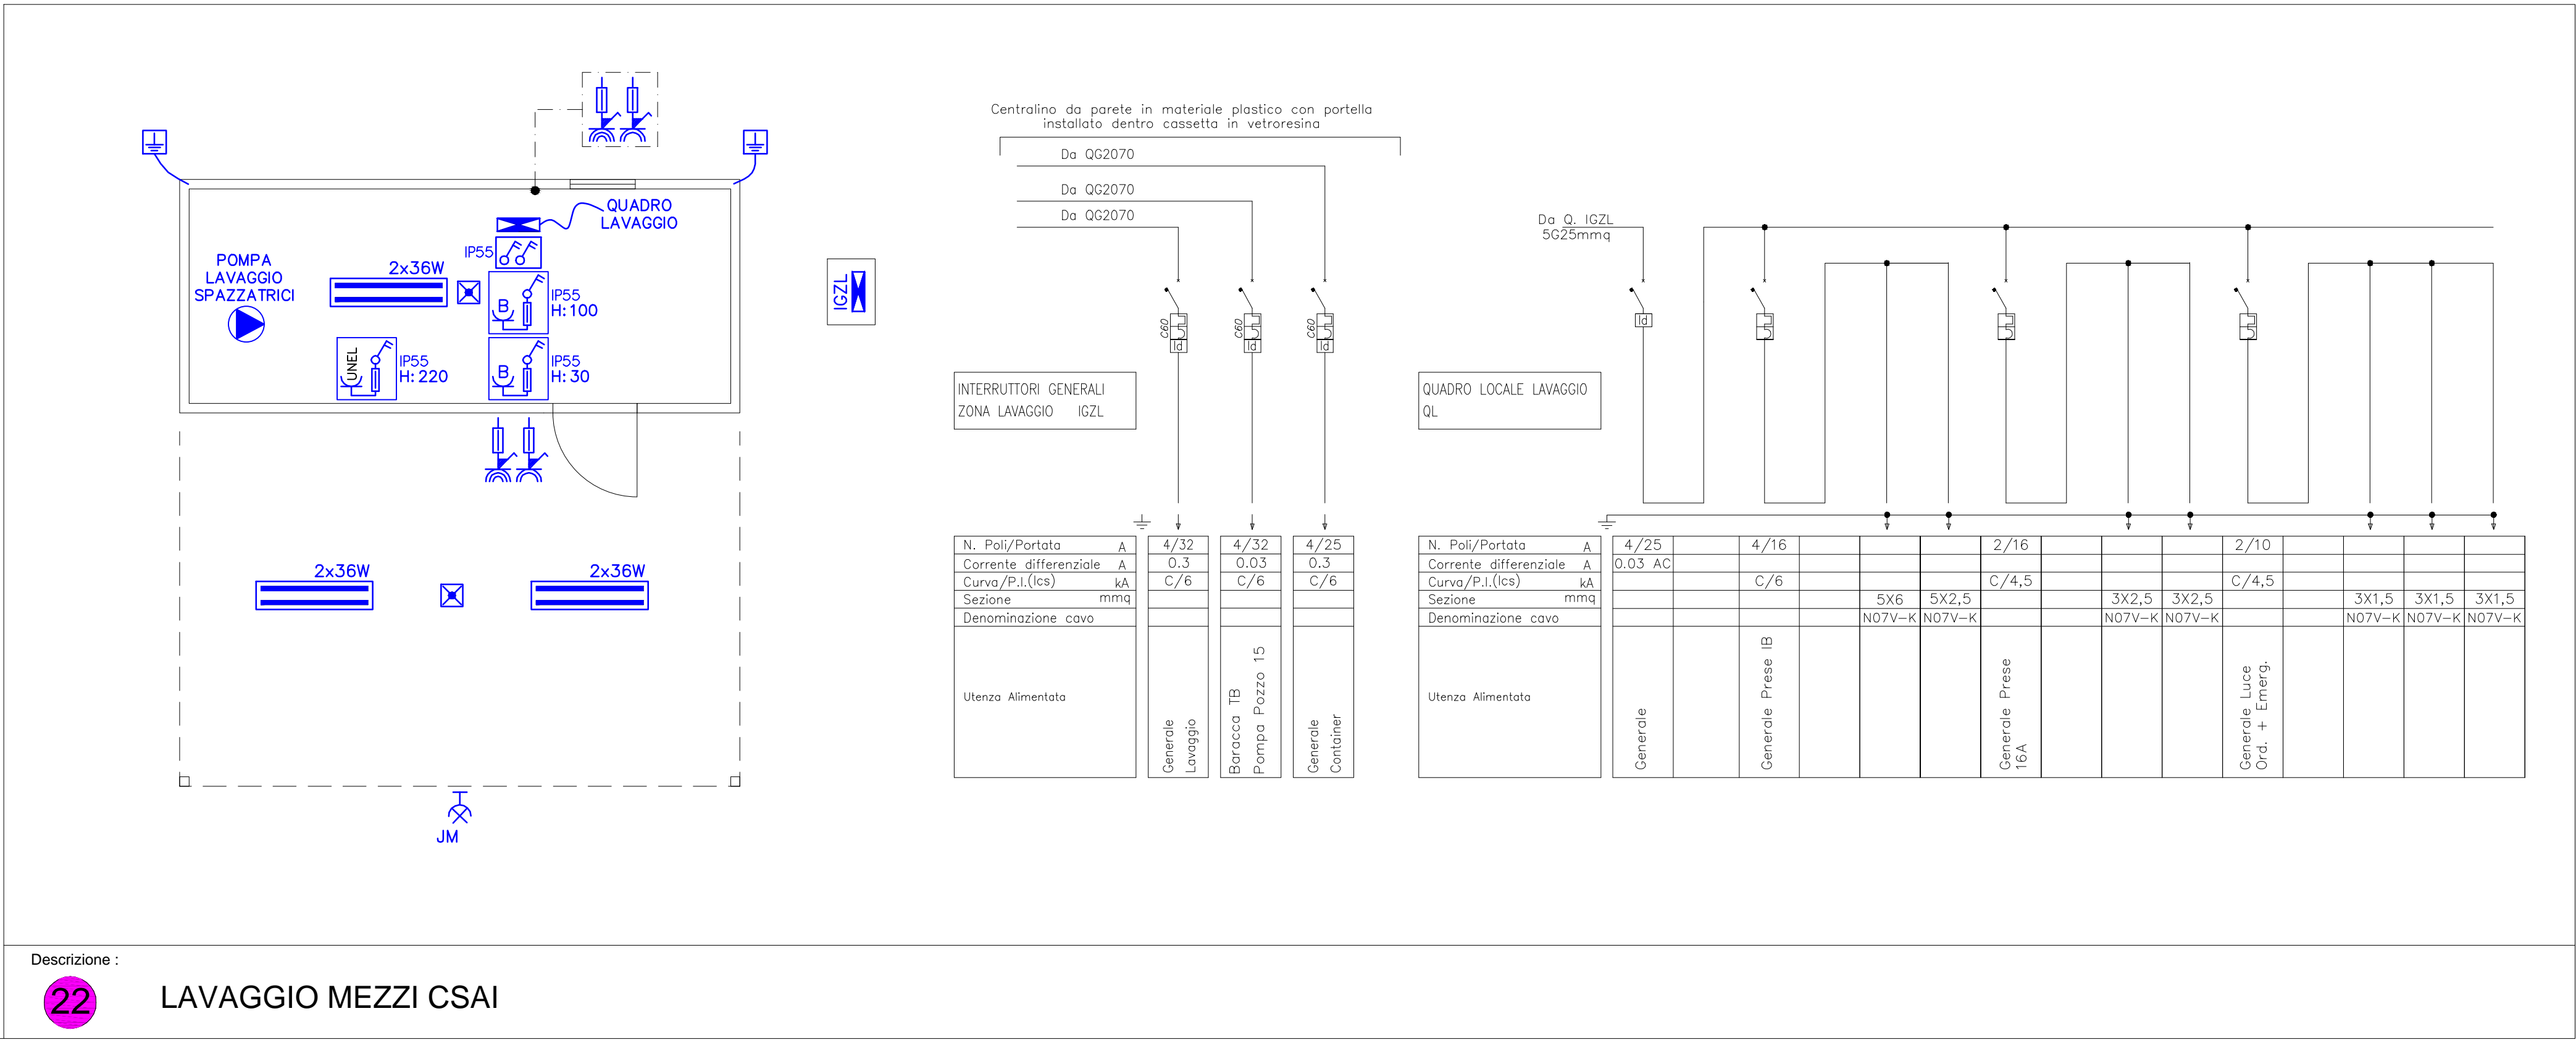 QUADRO
LAVAGGIO
IP55
POMPA
LAVAGGIO
SPAZZATRICI
2x36W
B
IP55
H:100
UNEL
IP55
H:220
B
IP55
H:30
IGZL
2x36W
2x36W
JM
Centralino da parete in materiale plastico con portella
installato dentro cassetta in vetroresina
Da QG2070
Da QG2070
Da QG2070
C60
Id
C60
Id
C60
Id
INTERRUTTORI GENERALI
ZONA LAVAGGIO IGZL
N. Poli/Portata A 4/32 4/32 4/25
Corrente differenziale A 0.3 0.03 0.3
Curva/P.I.(Ics) kA C/6 C/6 C/6
Sezione mmq
Denominazione cavo
Utenza Alimentata
Generale
Lavaggio
Baracca TB
Pompa Pozzo 15
Generale
Container
Da Q. IGZL
5G25mmq
Id
QUADRO LOCALE LAVAGGIO
QL
N. Poli/Portata A 4/25 4/16 2/16 2/10
Corrente differenziale A 0.03 AC
Curva/P.I.(Ics) kA C/6 C/4,5 C/4,5
Sezione mmq 5X6 5X2,5 3X2,5 3X2,5 3X1,5 3X1,5 3X1,5
Denominazione cavo N07V-K N07V-K N07V-K N07V-K N07V-K N07V-K N07V-K
Utenza Alimentata
Generale
Generale Prese IB
Generale Prese
16A
Generale Luce
Ord. + Emerg.
Descrizione :
22
LAVAGGIO MEZZI CSAI